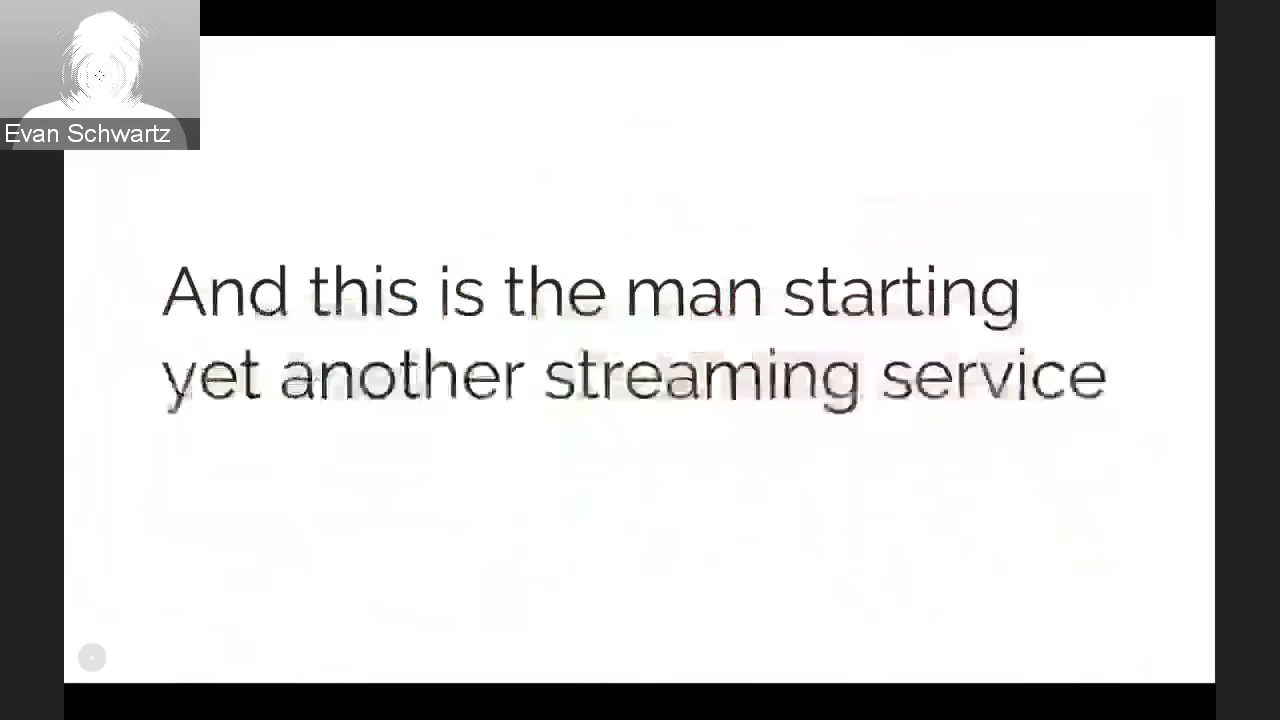 Evan Schwartz
And this is the man starting
yet another streaming service